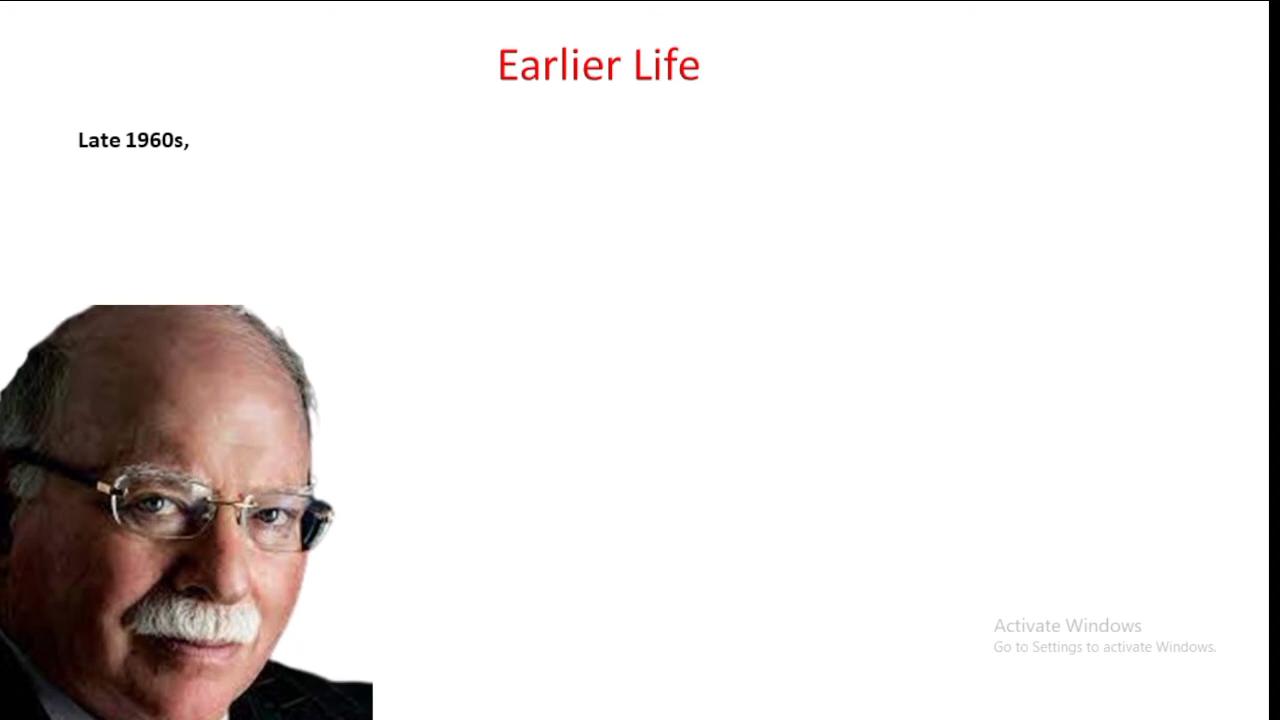 Earlier Life
Late 1960s,
Activate Windows
Go to Settings to activate Windows.